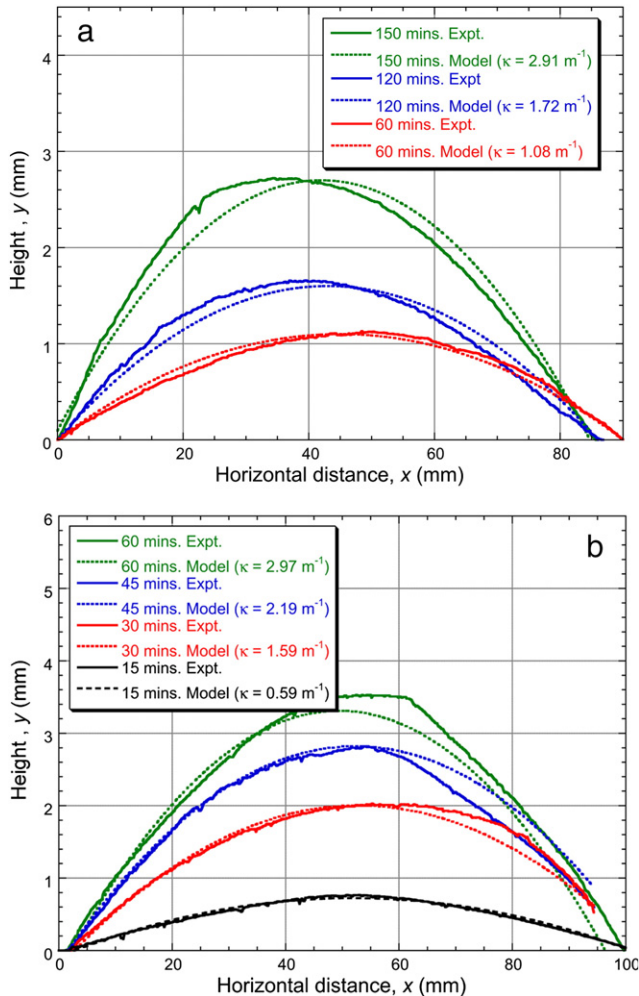 a
150 mins. Expt.
150 mins. Model (κ = 2.91 m⁻¹)
120 mins. Expt
120 mins. Model (κ = 1.72 m⁻¹)
60 mins. Expt.
60 mins. Model (κ = 1.08 m⁻¹)
4
3
2
1
0
Height , y (mm)
0 20 40 60 80
Horizontal distance, x (mm)
b
60 mins. Expt.
60 mins. Model (κ = 2.97 m⁻¹)
45 mins. Expt.
45 mins. Model (κ = 2.19 m⁻¹)
30 mins. Expt.
30 mins. Model (κ = 1.59 m⁻¹)
15 mins. Expt.
15 mins. Model (κ = 0.59 m⁻¹)
6
5
4
3
2
1
0
Height , y (mm)
0 20 40 60 80 100
Horizontal distance, x (mm)